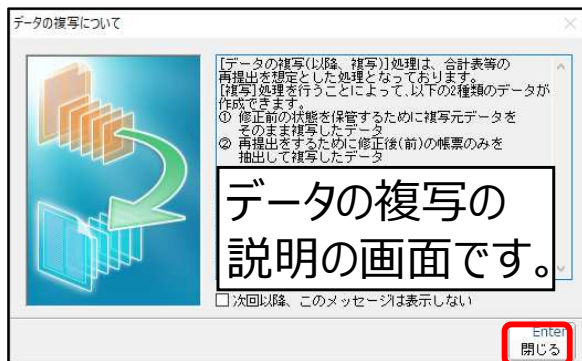 データの複写について
[データの複写(以降、複写)]処理は、合計表等の
再提出を想定とした処理となっております。
[複写]処理を行うことによって、以下の2種類のデータが
作成できます。
① 修正前の状態を保管するために複写元データを
そのまま複写したデータ
② 再提出をするために修正後(前)の帳票のみを
抽出して複写したデータ
データの複写の
説明の画面です。
次回以降、このメッセージは表示しない
Enter
閉じる